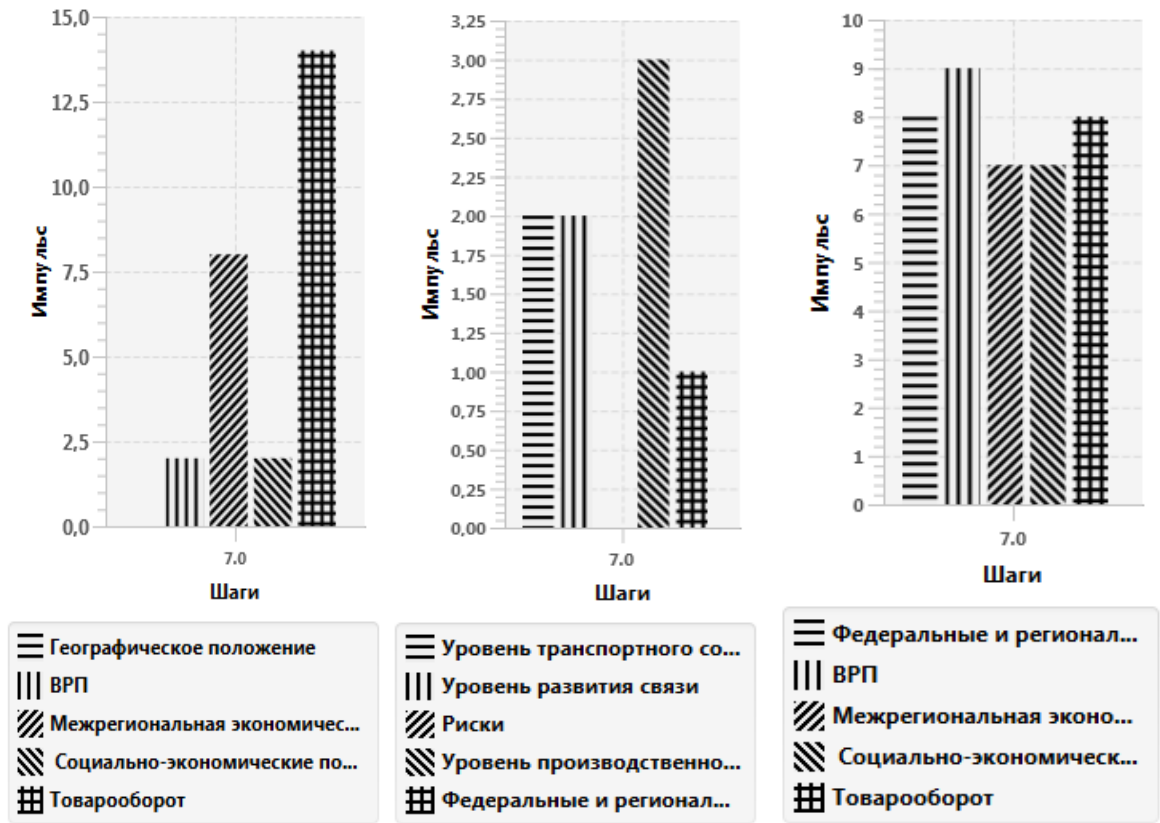 15,0
12,5
10,0
7,5
5,0
2,5
0,0
Импульс
7.0
Шаги
Географическое положение
ВРП
Межрегиональная экономичес...
Социально-экономические по...
Товарооборот
3,25
3,00
2,75
2,50
2,25
2,00
1,75
1,50
1,25
1,00
0,75
0,50
0,25
0,00
Импульс
7.0
Шаги
Уровень транспортного со...
Уровень развития связи
Риски
Уровень производственно...
Федеральные и регионал...
10
9
8
7
6
5
4
3
2
1
0
Импульс
7.0
Шаги
Федеральные и регионал...
ВРП
Межрегиональная эконо...
Социально-экономическ...
Товарооборот